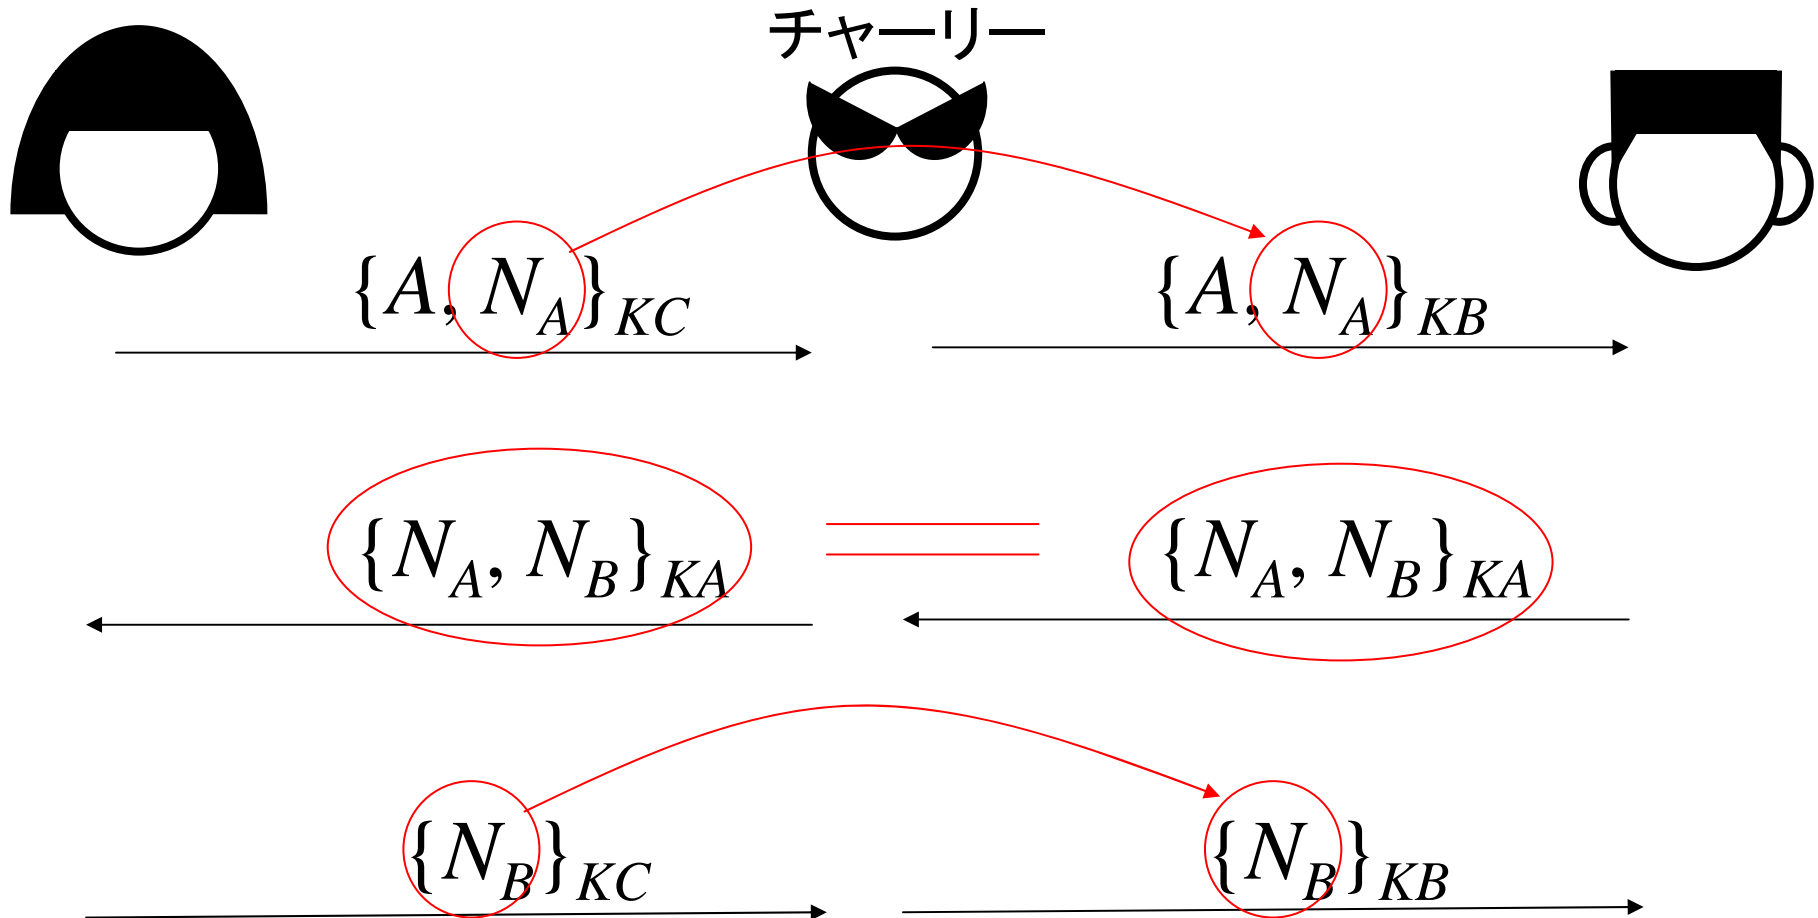 チャーリー
{A, N_A}_KC {A, N_A}_KB
{N_A, N_B}_KA {N_A, N_B}_KA
{N_B}_KC {N_B}_KB